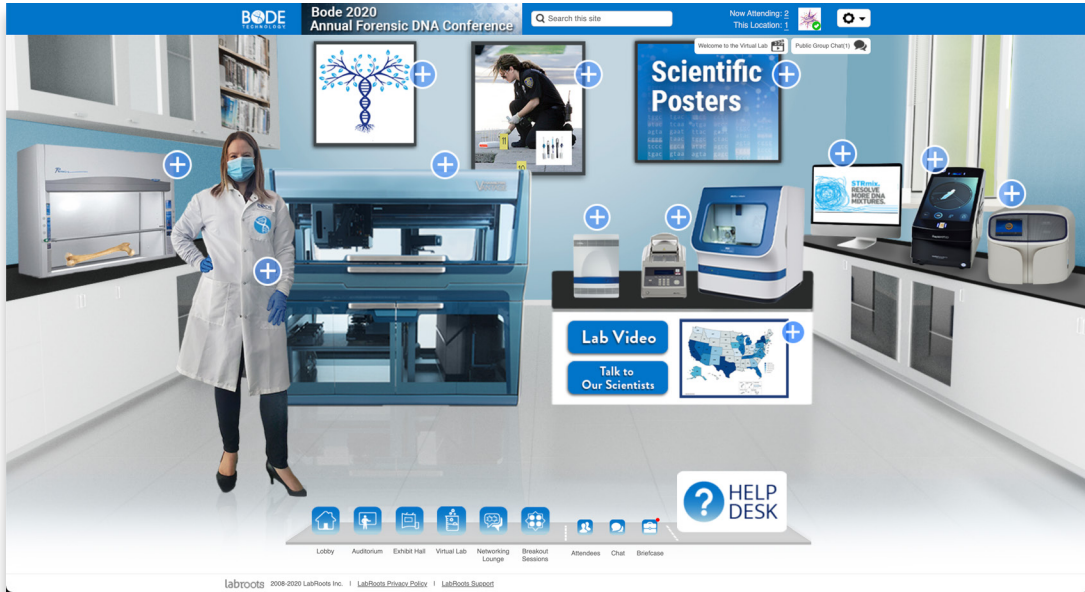 BODE
TECHNOLOGY
Bode 2020
Annual Forensic DNA Conference
Search this site
Now Attending: 2
This Location: 1
Welcome to the Virtual Lab
Public Group Chat(1)
Scientific
Posters
11
10
STRmix.
RESOLVE
MORE DNA
MIXTURES.
Lab Video
Talk to
Our Scientists
?
HELP
DESK
Lobby
Auditorium
Exhibit Hall
Virtual Lab
Networking
Lounge
Breakout
Sessions
Attendees
Chat
Briefcase
labroots 2008-2020 LabRoots Inc. | LabRoots Privacy Policy | LabRoots Support